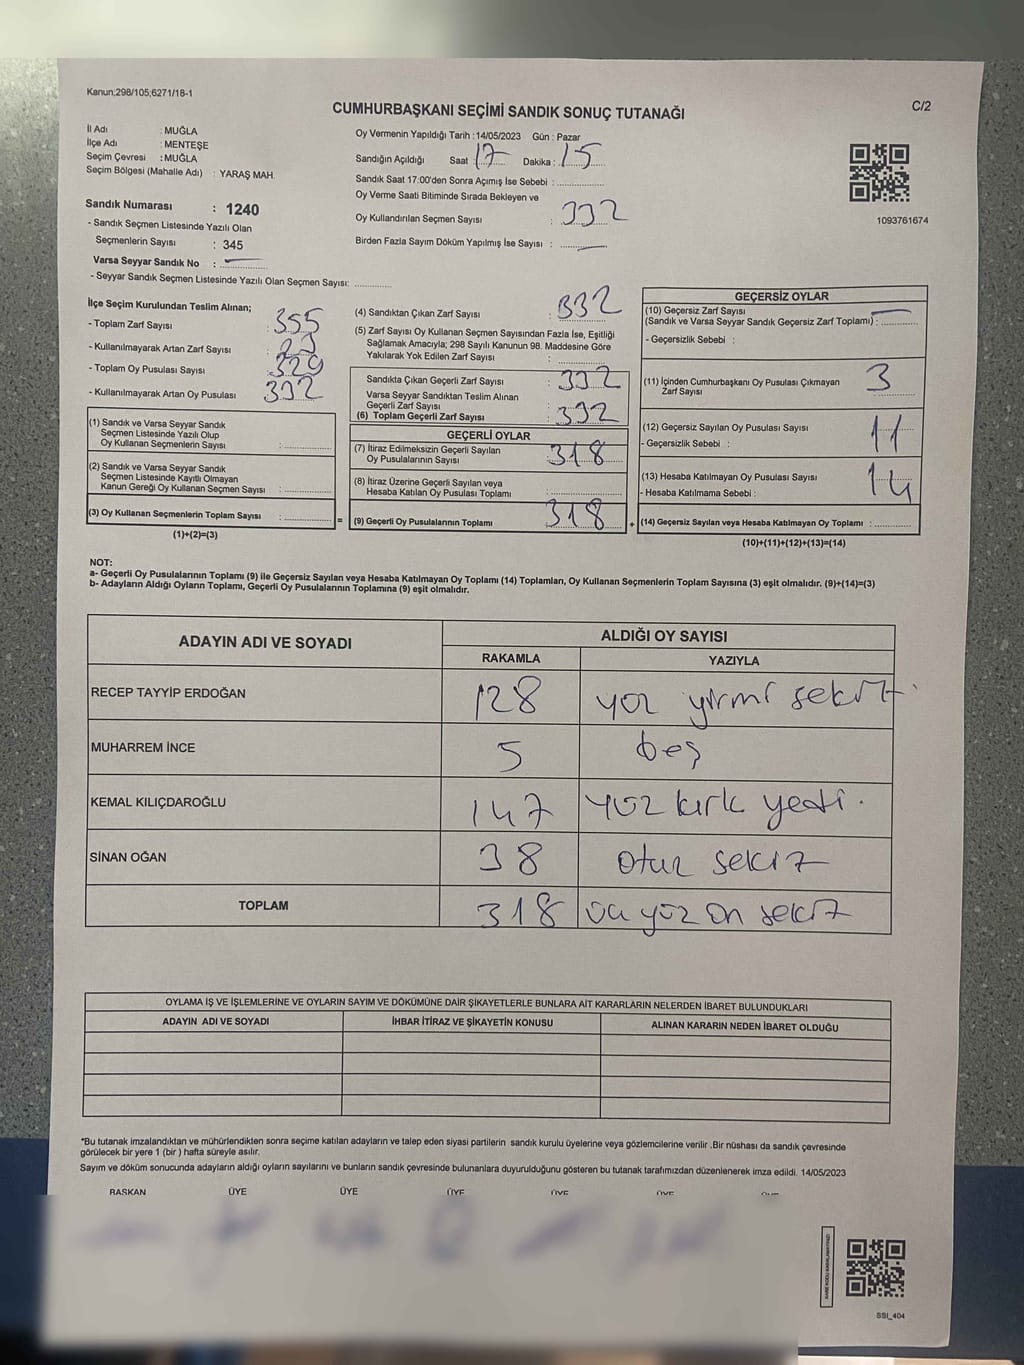 Kanun:298/105,6271/18-1
C/2
CUMHURBAŞKANI SEÇİMİ SANDIK SONUÇ TUTANAĞI
İl Adı : MUĞLA
İlçe Adı : MENTEŞE
Seçim Çevresi : MUĞLA
Seçim Bölgesi (Mahalle Adı) : YARAŞ MAH.
Sandık Numarası : 1240
- Sandık Seçmen Listesinde Yazılı Olan
Seçmenlerin Sayısı : 345
Varsa Seyyar Sandık No :
- Seyyar Sandık Seçmen Listesinde Yazılı Olan Seçmen Sayısı:
Oy Vermenin Yapıldığı Tarih : 14/05/2023 Gün : Pazar
Sandığın Açıldığı Saat : 17 Dakika : 15
Sandık Saat 17:00'den Sonra Açımış İse Sebebi :
Oy Verme Saati Bitiminde Sırada Bekleyen ve
Oy Kullandırılan Seçmen Sayısı : 332
Birden Fazla Sayım Döküm Yapılmış İse Sayısı :
1093761674
İlçe Seçim Kurulundan Teslim Alınan;
- Toplam Zarf Sayısı : 355
- Kullanılmayarak Artan Zarf Sayısı : 23
- Toplam Oy Pusulası Sayısı : 329
- Kullanılmayarak Artan Oy Pusulası : 332
(1) Sandık ve Varsa Seyyar Sandık
Seçmen Listesinde Yazılı Olup
Oy Kullanan Seçmenlerin Sayısı :
(2) Sandık ve Varsa Seyyar Sandık
Seçmen Listesinde Kayıtlı Olmayan
Kanun Gereği Oy Kullanan Seçmen Sayısı :
(3) Oy Kullanan Seçmenlerin Toplam Sayısı :
(1)+(2)=(3)
=
(4) Sandıktan Çıkan Zarf Sayısı : 332
(5) Zarf Sayısı Oy Kullanan Seçmen Sayısından Fazla İse, Eşitliği
Sağlamak Amacıyla; 298 Sayılı Kanunun 98. Maddesine Göre
Yakılarak Yok Edilen Zarf Sayısı :
Sandıkta Çıkan Geçerli Zarf Sayısı : 332
Varsa Seyyar Sandıktan Teslim Alınan
Geçerli Zarf Sayısı :
(6) Toplam Geçerli Zarf Sayısı : 332
GEÇERLİ OYLAR
(7) İtiraz Edilmeksizin Geçerli Sayılan
Oy Pusulalarının Sayısı : 318
(8) İtiraz Üzerine Geçerli Sayılan veya
Hesaba Katılan Oy Pusulası Toplamı :
(9) Geçerli Oy Pusulalarının Toplamı : 318
+
GEÇERSİZ OYLAR
(10) Geçersiz Zarf Sayısı
(Sandık ve Varsa Seyyar Sandık Geçersiz Zarf Toplamı) :
- Geçersizlik Sebebi :
(11) İçinden Cumhurbaşkanı Oy Pusulası Çıkmayan
Zarf Sayısı 3
(12) Geçersiz Sayılan Oy Pusulası Sayısı 11
- Geçersizlik Sebebi :
(13) Hesaba Katılmayan Oy Pusulası Sayısı 14
- Hesaba Katılmama Sebebi :
(14) Geçersiz Sayılan veya Hesaba Katılmayan Oy Toplamı :
(10)+(11)+(12)+(13)=(14)
NOT:
a- Geçerli Oy Pusulalarının Toplamı (9) ile Geçersiz Sayılan veya Hesaba Katılmayan Oy Toplamı (14) Toplamları, Oy Kullanan Seçmenlerin Toplam Sayısına (3) eşit olmalıdır. (9)+(14)=(3)
b- Adayların Aldığı Oyların Toplamı, Geçerli Oy Pusulalarının Toplamına (9) eşit olmalıdır.
ADAYIN ADI VE SOYADI ALDIĞI OY SAYISI
RAKAMLA YAZIYLA
RECEP TAYYİP ERDOĞAN 128 yüz yirmi sekiz
MUHARREM İNCE 5 beş
KEMAL KILIÇDAROĞLU 147 yüz kırk yedi.
SİNAN OĞAN 38 otuz sekiz
TOPLAM 318 üç yüz on sekiz
OYLAMA İŞ VE İŞLEMLERİNE VE OYLARIN SAYIM VE DÖKÜMÜNE DAİR ŞİKAYETLERLE BUNLARA AİT KARARLARIN NELERDEN İBARET BULUNDUKLARI
ADAYIN ADI VE SOYADI İHBAR İTİRAZ VE ŞİKAYETİN KONUSU ALINAN KARARIN NEDEN İBARET OLDUĞU
*Bu tutanak imzalandıktan ve mühürlendikten sonra seçime katılan adayların ve talep eden siyasi partilerin sandık kurulu üyelerine veya gözlemcilerine verilir .Bir nüshası da sandık çevresinde
görülecek bir yere 1 (bir ) hafta süreyle asılır.
Sayım ve döküm sonucunda adayların aldığı oyların sayılarını ve bunların sandık çevresinde bulunanlara duyurulduğunu gösteren bu tutanak tarafımızdan düzenlenerek imza edildi. 14/05/2023
BAŞKAN ÜYE ÜYE ÜYE ÜYE ÜYE
SSI_404